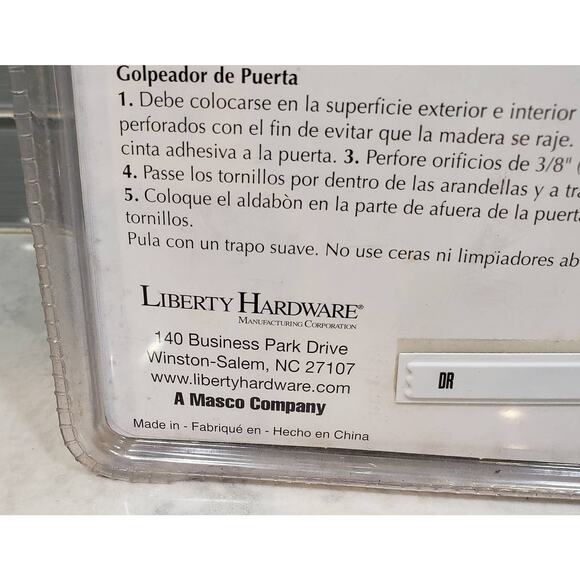 Golpeador de Puerta
1. Debe colocarse en la superficie exterior e interior
perforados con el fin de evitar que la madera se raje.
cinta adhesiva a la puerta. 3. Perfore orificios de 3/8" (
4. Passe los tornillos por dentro de las arandellas y a tra
5. Coloque el aldabòn en la parte de afuera de la puerta
tornillos.
Pula con un trapo suave. No use ceras ni limpïadores ab
LIBERTY HARDWARE®
MANUFACTURING CORPORATION
140 Business Park Drive
Winston-Salem, NC 27107
www.libertyhardware.com
A Masco Company
Made in - Fabriqué en - Hecho en China
DR